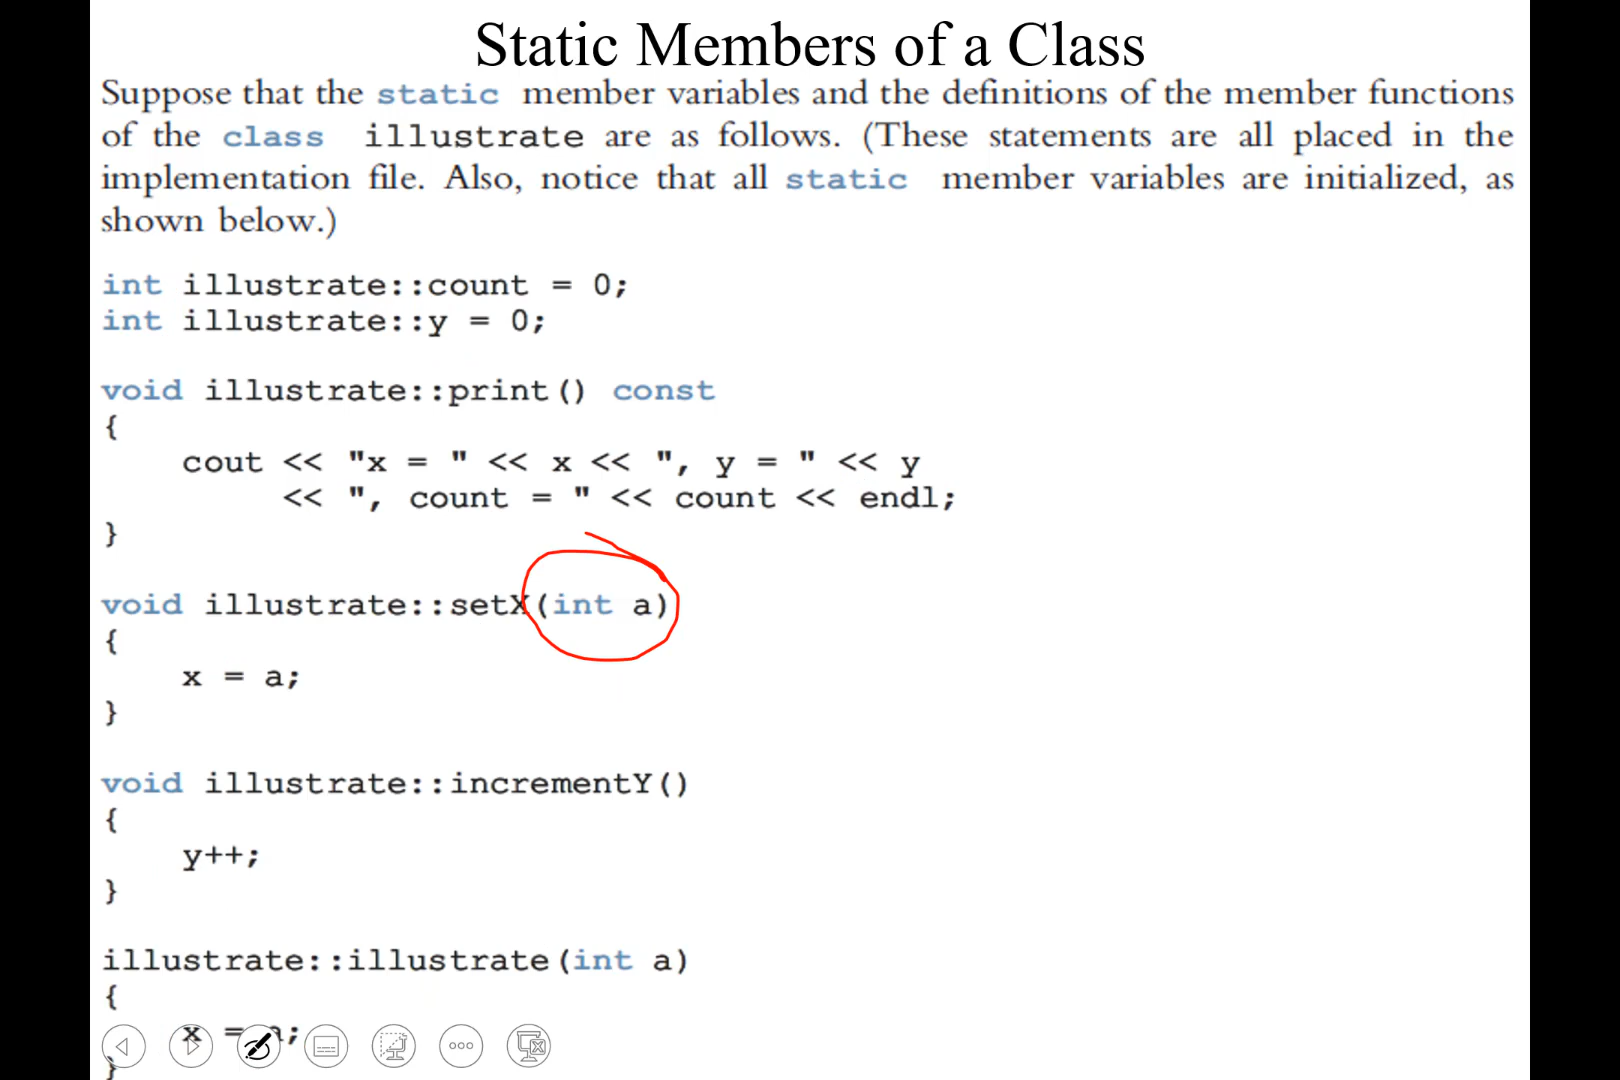 Static Members of a Class
Suppose that the static member variables and the definitions of the member functions
of the class illustrate are as follows. (These statements are all placed in the
implementation file. Also, notice that all static member variables are initialized, as
shown below.)
int illustrate::count = 0;
int illustrate::y = 0;
void illustrate::print() const
{
cout << "x = " << x << ", y = " << y
<< ", count = " << count << endl;
}
void illustrate::setX(int a)
{
x = a;
}
void illustrate::incrementY()
{
y++;
}
illustrate::illustrate(int a)
{
x = a;
}